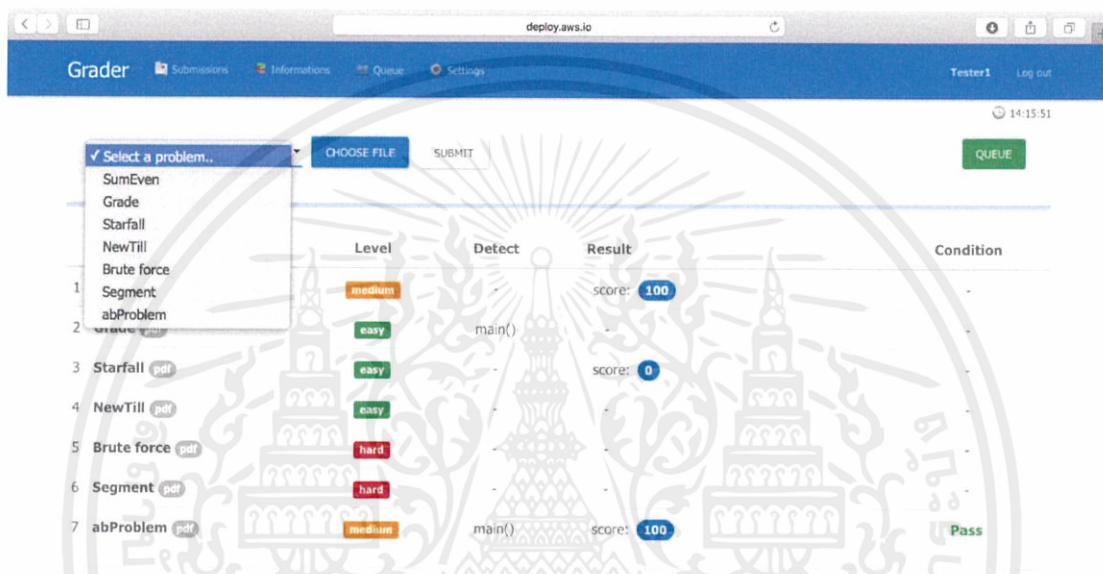 deploy.aws.io
Grader Submissions Informations Queue Settings Tester1 Log out
14:15:51
✓ Select a problem.. CHOOSE FILE SUBMIT QUEUE
SumEven
Grade
Starfall
NewTill
Brute force
Segment
abProblem
Level Detect Result Condition
1 medium - score: 100 -
2 Grade pdf easy main() - -
3 Starfall pdf easy - score: 0 -
4 NewTill pdf easy - - -
5 Brute force pdf hard - - -
6 Segment pdf hard - - -
7 abProblem pdf medium main() score: 100 Pass